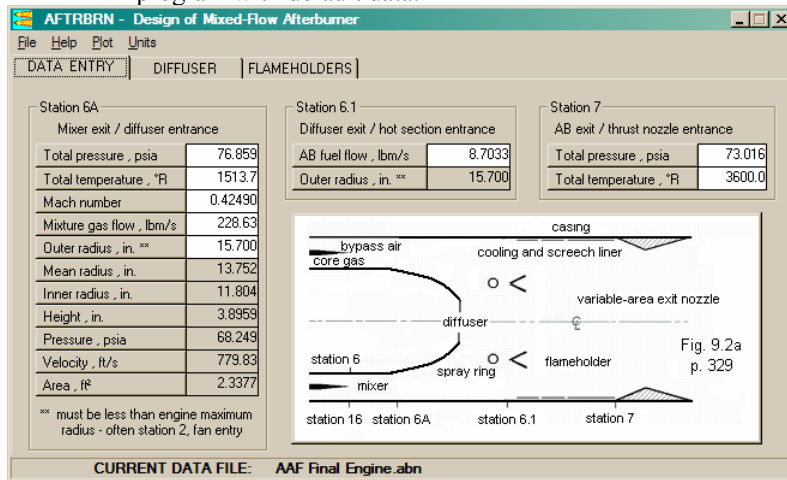 AFTRBRN - Design of Mixed-Flow Afterburner
File Help Plot Units
DATA ENTRY DIFFUSER FLAMEHOLDERS
Station 6A
Mixer exit / diffuser entrance
Total pressure , psia 76.859
Total temperature , °R 1513.7
Mach number 0.42490
Mixture gas flow , lbm/s 228.63
Outer radius , in. ** 15.700
Mean radius , in. 13.752
Inner radius , in. 11.804
Height , in. 3.8959
Pressure , psia 68.249
Velocity , ft/s 779.83
Area , ft² 2.3377
** must be less than engine maximum
radius - often station 2, fan entry
Station 6.1
Diffuser exit / hot section entrance
AB fuel flow , lbm/s 8.7033
Outer radius , in. ** 15.700
Station 7
AB exit / thrust nozzle entrance
Total pressure , psia 73.016
Total temperature , °R 3600.0
casing
bypass air
core gas
cooling and screech liner
variable-area exit nozzle
diffuser
Fig. 9.2a
p. 329
station 6
spray ring
flameholder
mixer
station 16 station 6A station 6.1 station 7
CURRENT DATA FILE: AAF Final Engine.abn